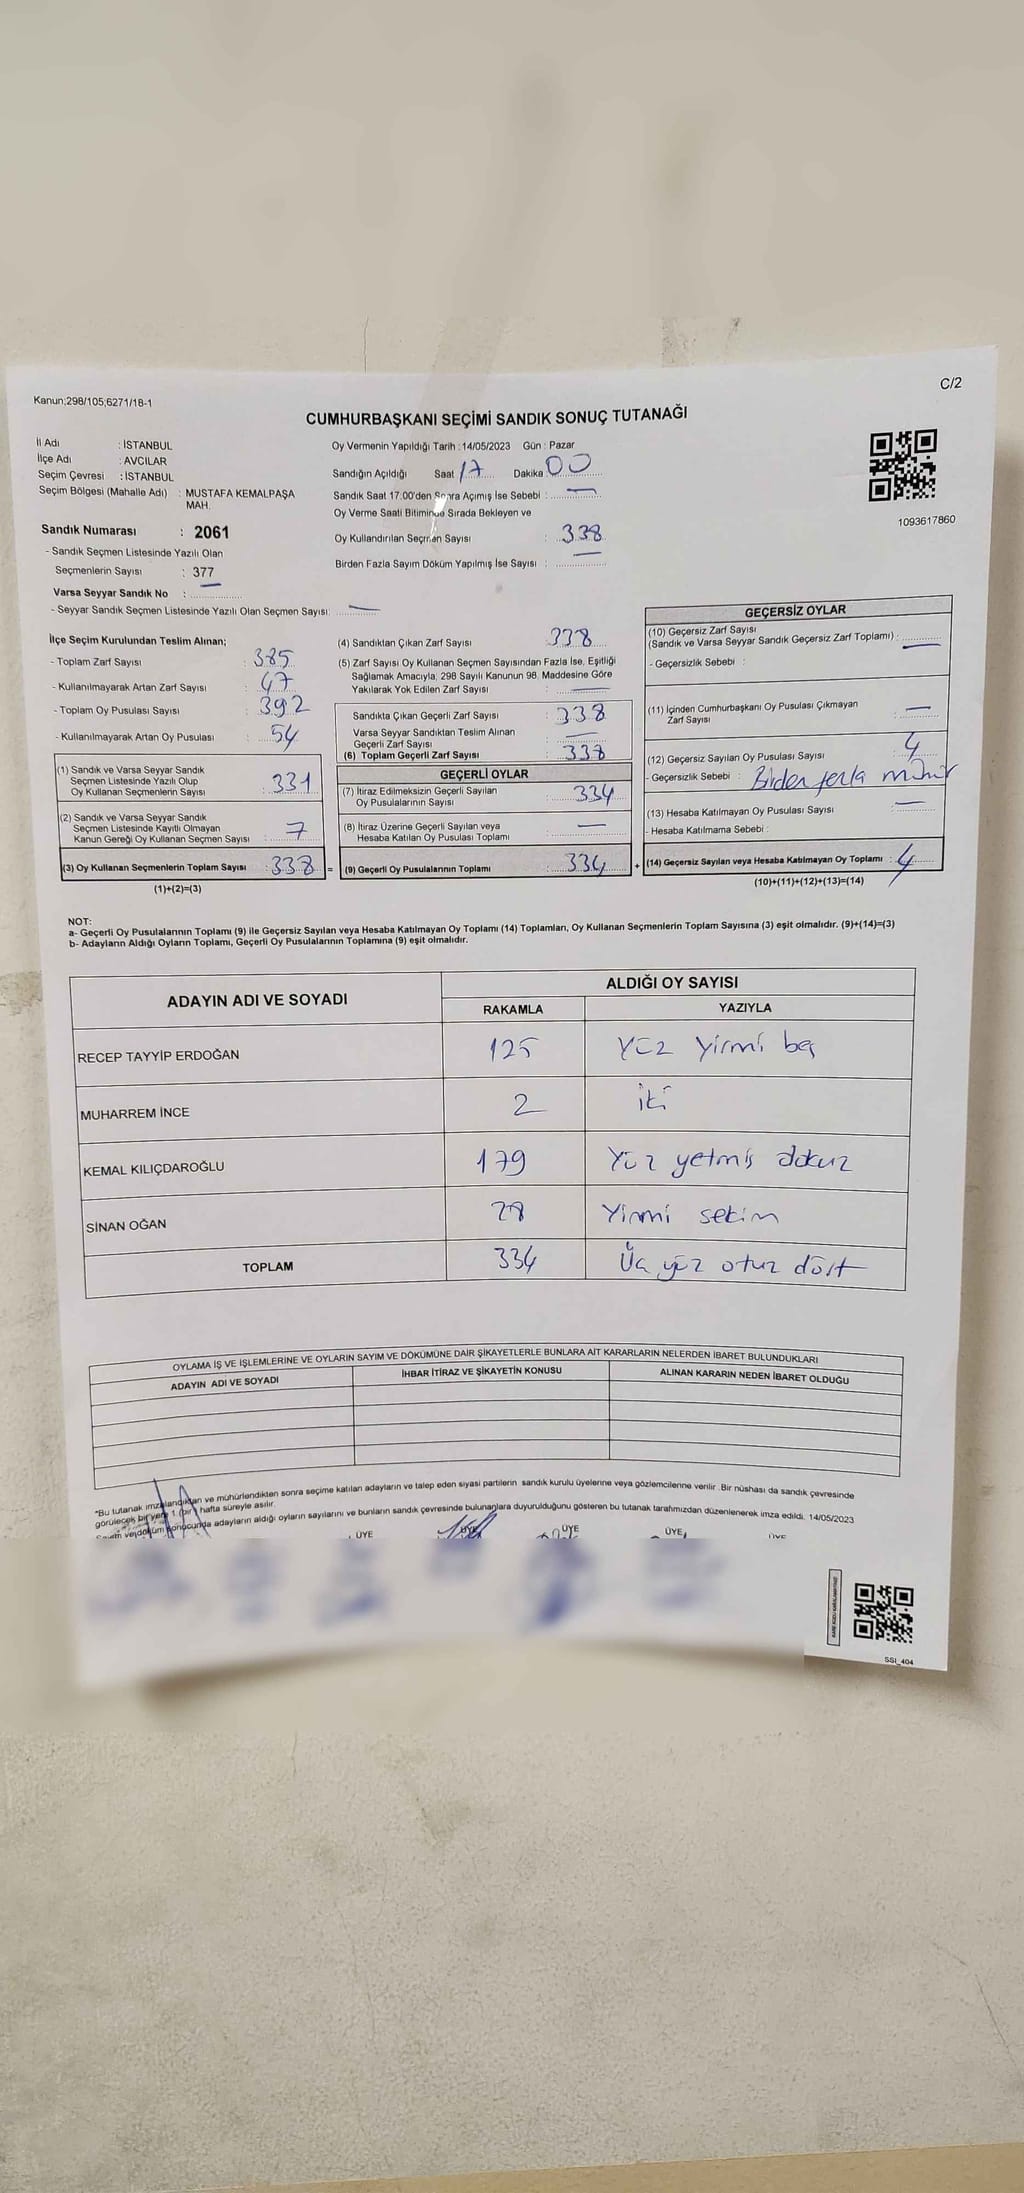 C/2
Kanun;298/105;6271/18-1
CUMHURBAŞKANI SEÇİMİ SANDIK SONUÇ TUTANAĞI
İl Adı : İSTANBUL
İlçe Adı : AVCILAR
Seçim Çevresi : İSTANBUL
Seçim Bölgesi (Mahalle Adı) : MUSTAFA KEMALPAŞA
MAH.
Sandık Numarası : 2061
- Sandık Seçmen Listesinde Yazılı Olan
Seçmenlerin Sayısı : 377
Varsa Seyyar Sandık No : —
- Seyyar Sandık Seçmen Listesinde Yazılı Olan Seçmen Sayısı: —
Oy Vermenin Yapıldığı Tarih : 14/05/2023 Gün : Pazar
Sandığın Açıldığı Saat 17 Dakika 00
Sandık Saat 17.00'den Sonra Açımış İse Sebebi : —
Oy Verme Saati Bitiminde Sırada Bekleyen ve
Oy Kullandırılan Seçmen Sayısı : 338
Birden Fazla Sayım Döküm Yapılmış İse Sayısı : —
1093617860
İlçe Seçim Kurulundan Teslim Alınan;
- Toplam Zarf Sayısı : 385
- Kullanılmayarak Artan Zarf Sayısı : 47
- Toplam Oy Pusulası Sayısı : 392
- Kullanılmayarak Artan Oy Pusulası : 54
(1) Sandık ve Varsa Seyyar Sandık
Seçmen Listesinde Yazılı Olup
Oy Kullanan Seçmenlerin Sayısı : 331
(2) Sandık ve Varsa Seyyar Sandık
Seçmen Listesinde Kayıtlı Olmayan
Kanun Gereği Oy Kullanan Seçmen Sayısı : 7
(3) Oy Kullanan Seçmenlerin Toplam Sayısı : 338 =
(1)+(2)=(3)
(4) Sandıktan Çıkan Zarf Sayısı : 338
(5) Zarf Sayısı Oy Kullanan Seçmen Sayısından Fazla İse, Eşitliği
Sağlamak Amacıyla, 298 Sayılı Kanunun 98. Maddesine Göre
Yakılarak Yok Edilen Zarf Sayısı : —
Sandıkta Çıkan Geçerli Zarf Sayısı : 338
Varsa Seyyar Sandıktan Teslim Alınan
Geçerli Zarf Sayısı : —
(6) Toplam Geçerli Zarf Sayısı : 338
GEÇERLİ OYLAR
(7) İtiraz Edilmeksizin Geçerli Sayılan
Oy Pusulalarının Sayısı : 334
(8) İtiraz Üzerine Geçerli Sayılan veya
Hesaba Katılan Oy Pusulası Toplamı : —
(9) Geçerli Oy Pusulalarının Toplamı : 334 +
GEÇERSİZ OYLAR
(10) Geçersiz Zarf Sayısı
(Sandık ve Varsa Seyyar Sandık Geçersiz Zarf Toplamı) : —
- Geçersizlik Sebebi :
(11) İçinden Cumhurbaşkanı Oy Pusulası Çıkmayan
Zarf Sayısı : —
(12) Geçersiz Sayılan Oy Pusulası Sayısı : 4
- Geçersizlik Sebebi : Birden fazla mühür
(13) Hesaba Katılmayan Oy Pusulası Sayısı : —
- Hesaba Katılmama Sebebi :
(14) Geçersiz Sayılan veya Hesaba Katılmayan Oy Toplamı : 4
(10)+(11)+(12)+(13)=(14)
NOT:
a- Geçerli Oy Pusulalarının Toplamı (9) ile Geçersiz Sayılan veya Hesaba Katılmayan Oy Toplamı (14) Toplamları, Oy Kullanan Seçmenlerin Toplam Sayısına (3) eşit olmalıdır. (9)+(14)=(3)
b- Adayların Aldığı Oyların Toplamı, Geçerli Oy Pusulalarının Toplamına (9) eşit olmalıdır.
ADAYIN ADI VE SOYADI
ALDIĞI OY SAYISI
RAKAMLA YAZIYLA
RECEP TAYYİP ERDOĞAN 125 Yüz yirmi beş
MUHARREM İNCE 2 iki
KEMAL KILIÇDAROĞLU 179 Yüz yetmiş dokuz
SİNAN OĞAN 28 Yirmi sekiz
TOPLAM 334 Üç yüz otuz dört
OYLAMA İŞ VE İŞLEMLERİNE VE OYLARIN SAYIM VE DÖKÜMÜNE DAİR ŞİKAYETLERLE BUNLARA AİT KARARLARIN NELERDEN İBARET BULUNDUKLARI
ADAYIN ADI VE SOYADI İHBAR İTİRAZ VE ŞİKAYETİN KONUSU ALINAN KARARIN NEDEN İBARET OLDUĞU
*Bu tutanak imzalandıktan ve mühürlendikten sonra seçime katılan adayların ve talep eden siyasi partilerin sandık kurulu üyelerine veya gözlemcilerine verilir. Bir nüshası da sandık çevresinde
görülecek bir yere 1 (bir) hafta süreyle asılır.
Sayım ve döküm sonucunda adayların aldığı oyların sayılarını ve bunların sandık çevresinde bulunanlara duyurulduğunu gösteren bu tutanak tarafımızdan düzenlenerek imza edildi. 14/05/2023
ÜYE ÜYE ÜYE ÜYE ÜYE
SSI_404